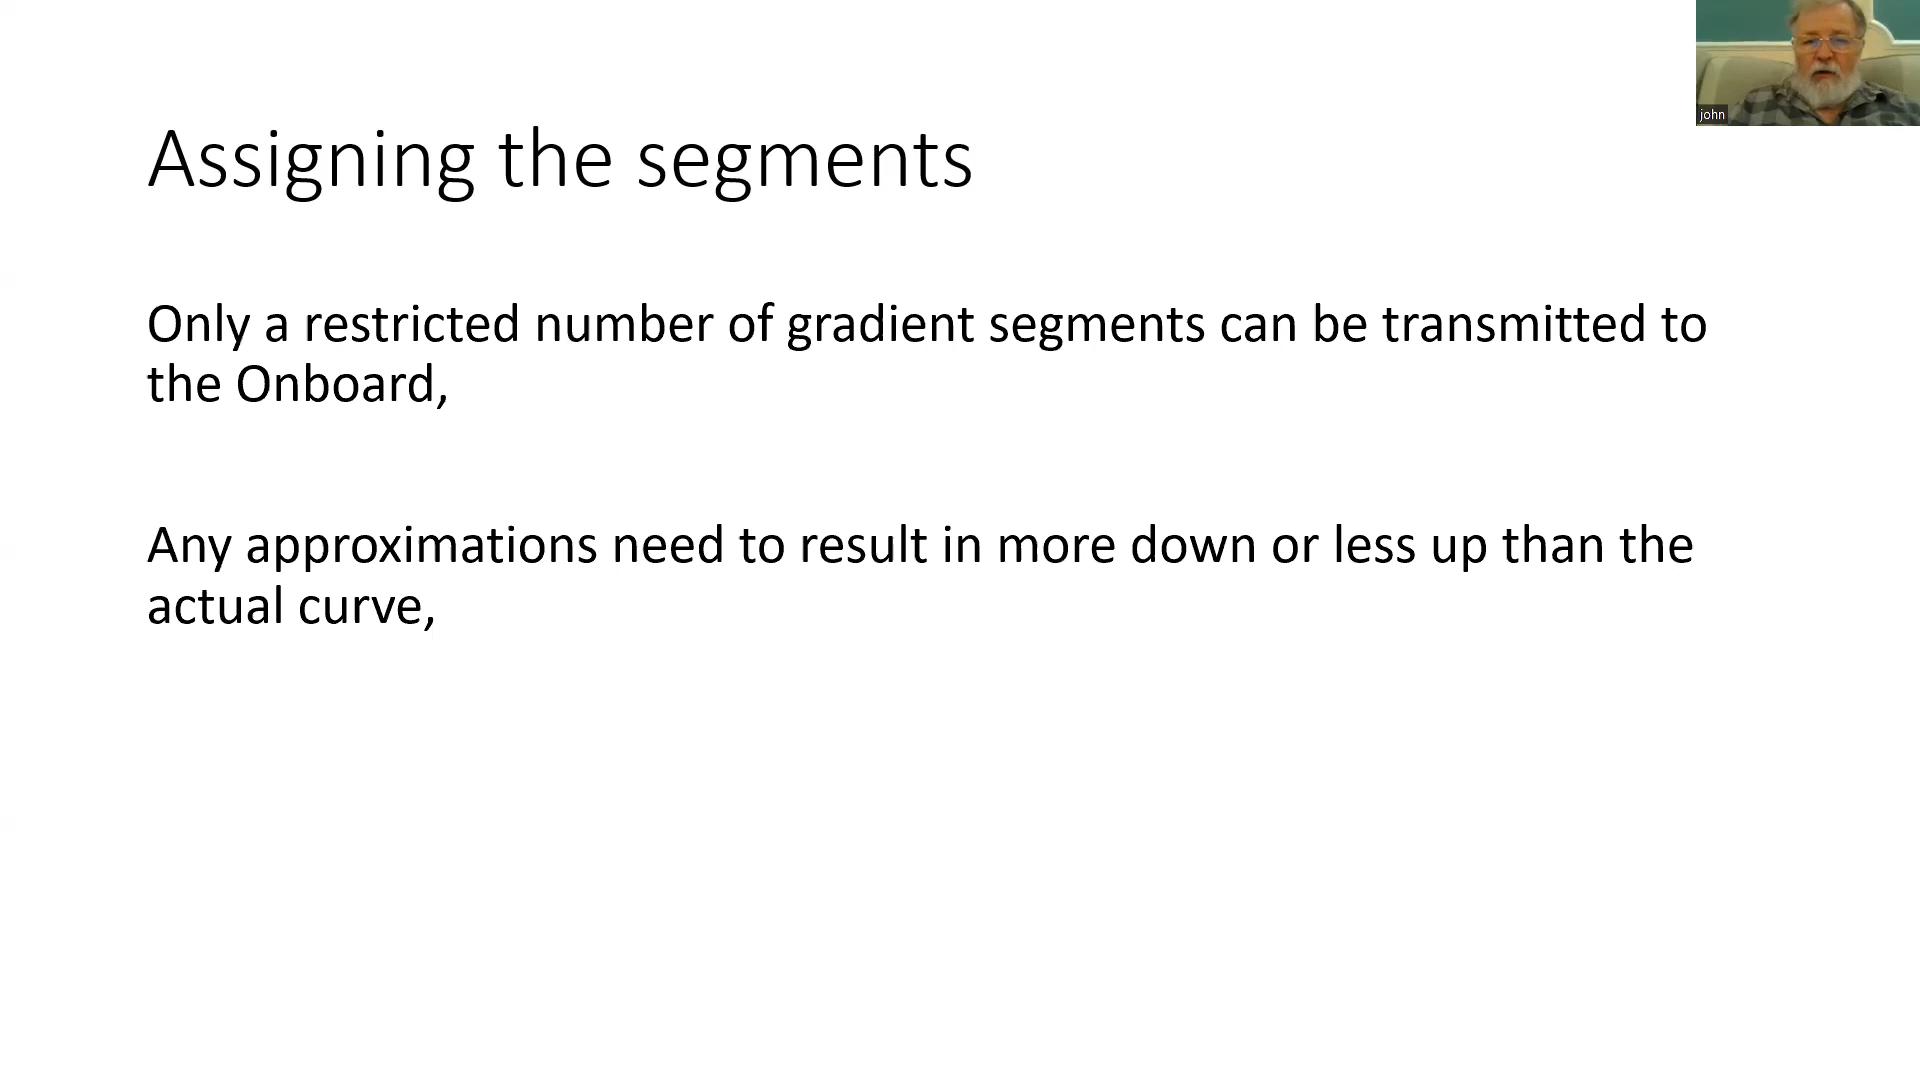 john
Assigning the segments
Only a restricted number of gradient segments can be transmitted to
the Onboard,
Any approximations need to result in more down or less up than the
actual curve,